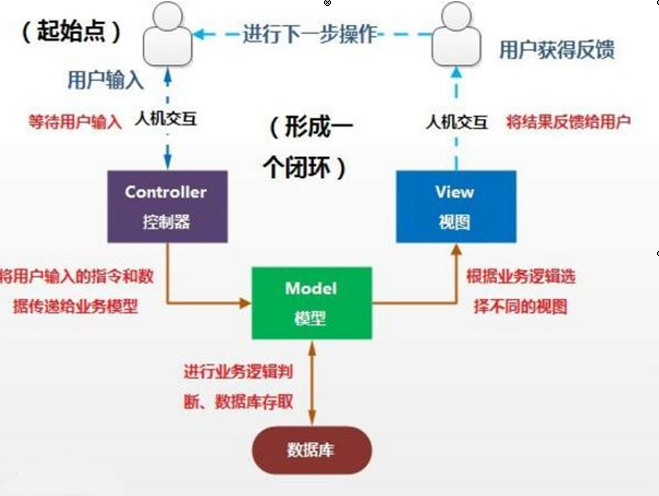 （起始点）
进行下一步操作
用户输入
用户获得反馈
等待用户输入
人机交互
（形成一
个闭环）
人机交互
将结果反馈给用户
Controller
控制器
View
视图
将用户输入的指令和数
据传递给业务模型
Model
模型
根据业务逻辑选
择不同的视图
进行业务逻辑判
断、数据库存取
数据库